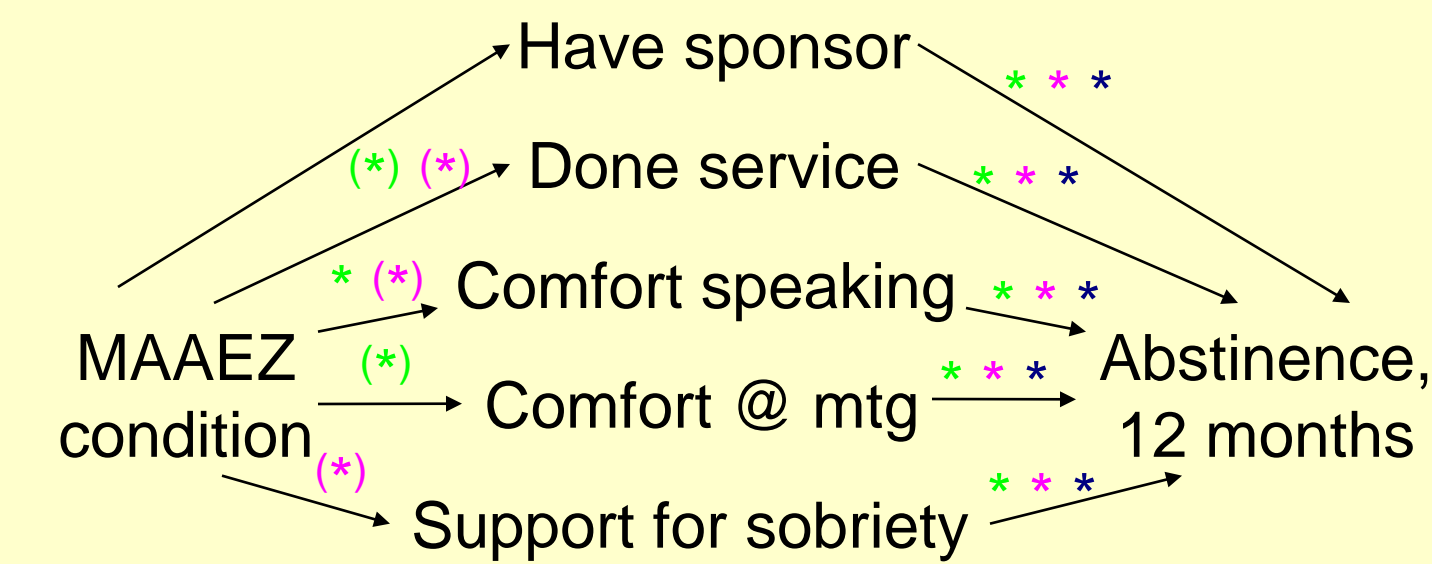 Have sponsor
* * *
(*) (*)
Done service
* * *
* (*)
Comfort speaking
* * *
MAAEZ
condition
(*)
Comfort @ mtg
* * *
Abstinence,
12 months
(*)
Support for sobriety
* * *